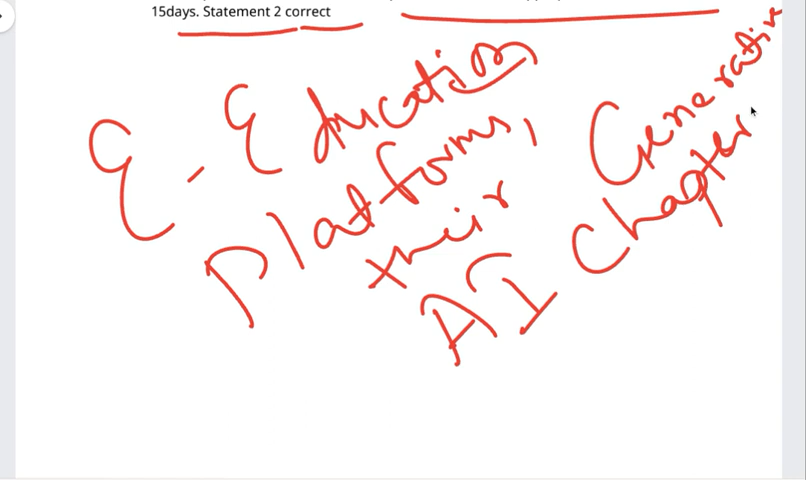 15days. Statement 2 correct
E-Education
Platforms,
their
AI
Generative
Chapter